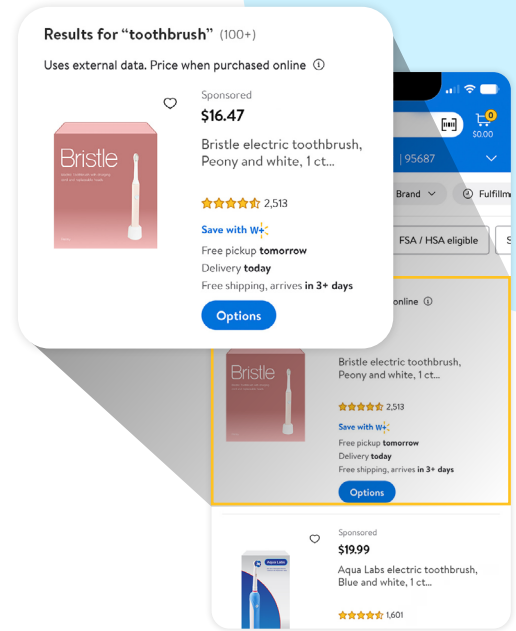 Results for “toothbrush” (100+)
Uses external data. Price when purchased online
Sponsored
$16.47
Bristle
Bristle electric toothbrush,
Peony and white, 1 ct...
2,513
Save with W+
Free pickup tomorrow
Delivery today
Free shipping, arrives in 3+ days
Options
0
$0.00
| 95687
Brand
Fulfillm
FSA / HSA eligible
S
online
Bristle
Bristle electric toothbrush,
Peony and white, 1 ct...
2,513
Save with W+
Free pickup tomorrow
Delivery today
Free shipping, arrives in 3+ days
Options
Sponsored
$19.99
Aqua Labs
Aqua Labs electric toothbrush,
Blue and white, 1 ct...
1,601